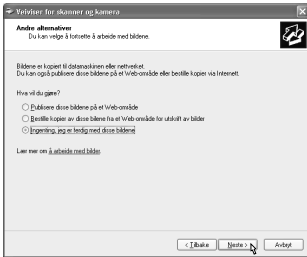 Veiviser for skanner og kamera
Andre alternativer
Du kan velge å fortsette å arbeide med bildene.
Bildene er kopiert til datamaskinen eller nettverket.
Du kan også publisere disse bildene på et Web-område eller bestille kopier via Internett.
Hva vil du gjøre?
Publisere disse bildene på et Web-område
Bestille kopier av disse bildene fra et Web-område for utskrift av bilder
Ingenting, jeg er ferdig med disse bildene
Lær mer om å arbeide med bilder.
< Tilbake
Neste >
Avbryt